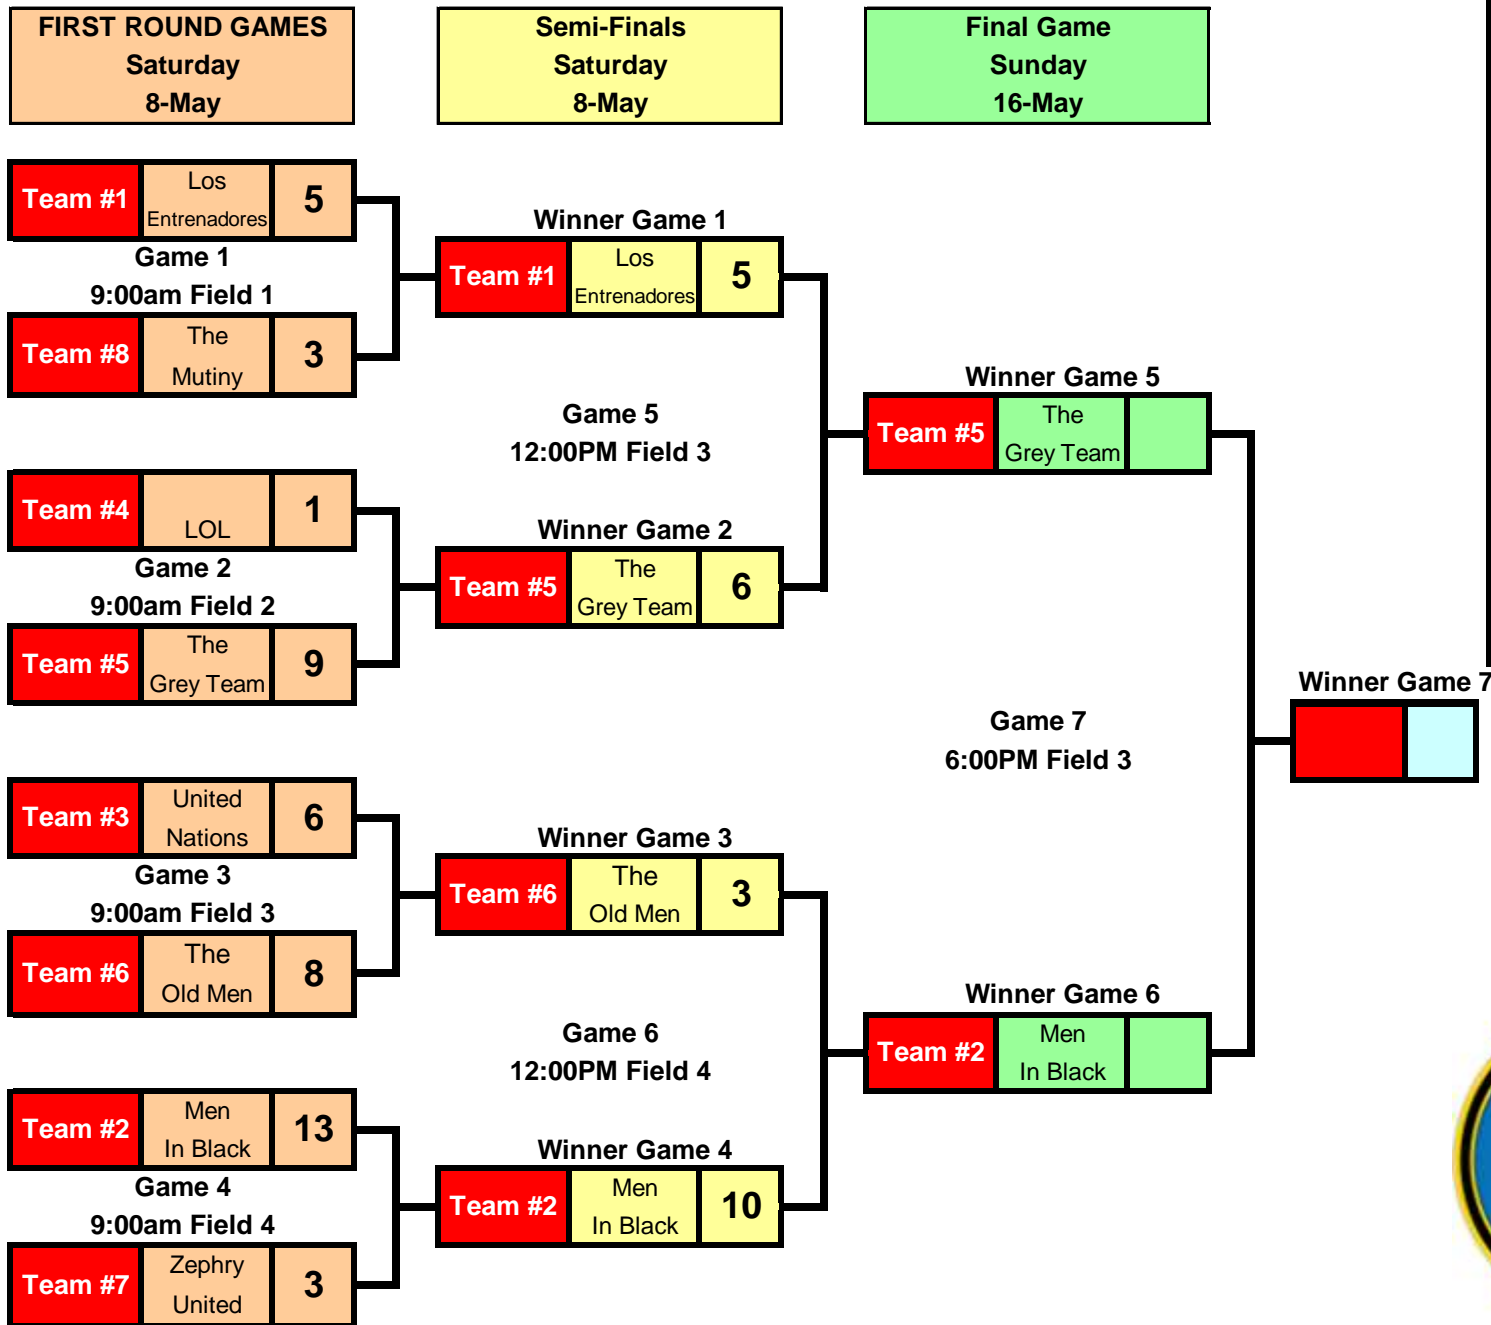 FIRST ROUND GAMES
Saturday
8-May
Semi-Finals
Saturday
8-May
Final Game
Sunday
16-May
Team #1
Los
Entrenadores
5
Game 1
9:00am Field 1
Team #8
The
Mutiny
3
Team #4
LOL
1
Game 2
9:00am Field 2
Team #5
The
Grey Team
9
Team #3
United
Nations
6
Game 3
9:00am Field 3
Team #6
The
Old Men
8
Team #2
Men
In Black
13
Game 4
9:00am Field 4
Team #7
Zephry
United
3
Winner Game 1
Team #1
Los
Entrenadores
5
Game 5
12:00PM Field 3
Winner Game 2
Team #5
The
Grey Team
6
Winner Game 3
Team #6
The
Old Men
3
Game 6
12:00PM Field 4
Winner Game 4
Team #2
Men
In Black
10
Winner Game 5
Team #5
The
Grey Team
Game 7
6:00PM Field 3
Winner Game 6
Team #2
Men
In Black
Winner Game 7